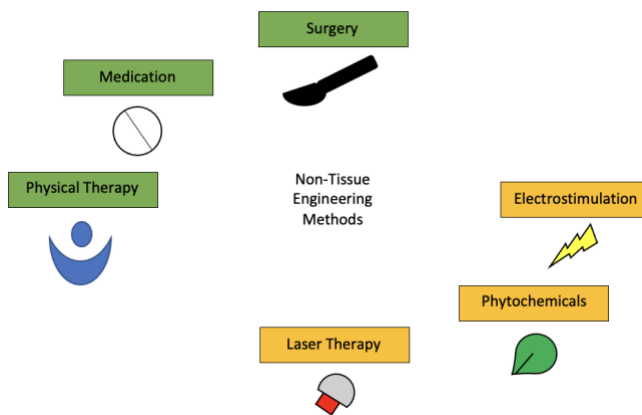 Surgery
Medication
Physical Therapy
Non-Tissue
Engineering
Methods
Electrostimulation
Phytochemicals
Laser Therapy